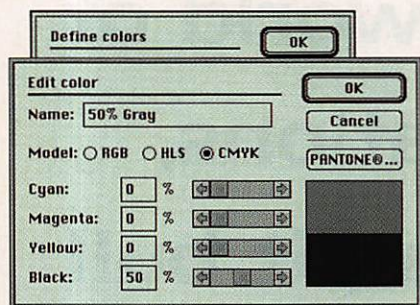 Define colors
OK
Edit color
OK
Name: 50% Gray
Cancel
Model: RGB HLS CMYK
PANTONE®...
Cyan: 0 %
Magenta: 0 %
Yellow: 0 %
Black: 50 %